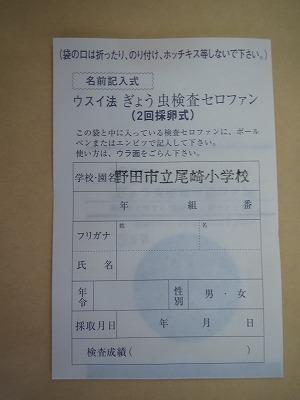 (袋の口は折ったり、のり付け、ホッチキス等しないで下さい。)
名前記入式
ウスイ法 ぎょう虫検査セロファン
(2回採卵式)
この袋と中に入っている検査セロファンに、ボール
ペンまたはエンピツで記入して下さい。
使い方は、ウラ面をごらん下さい。
学校・園名 野田市立尾崎小学校
年 組 番
フリガナ 姓 名
氏名
年令 性別 男・女
採取月日 年 月 日
検査成績( )